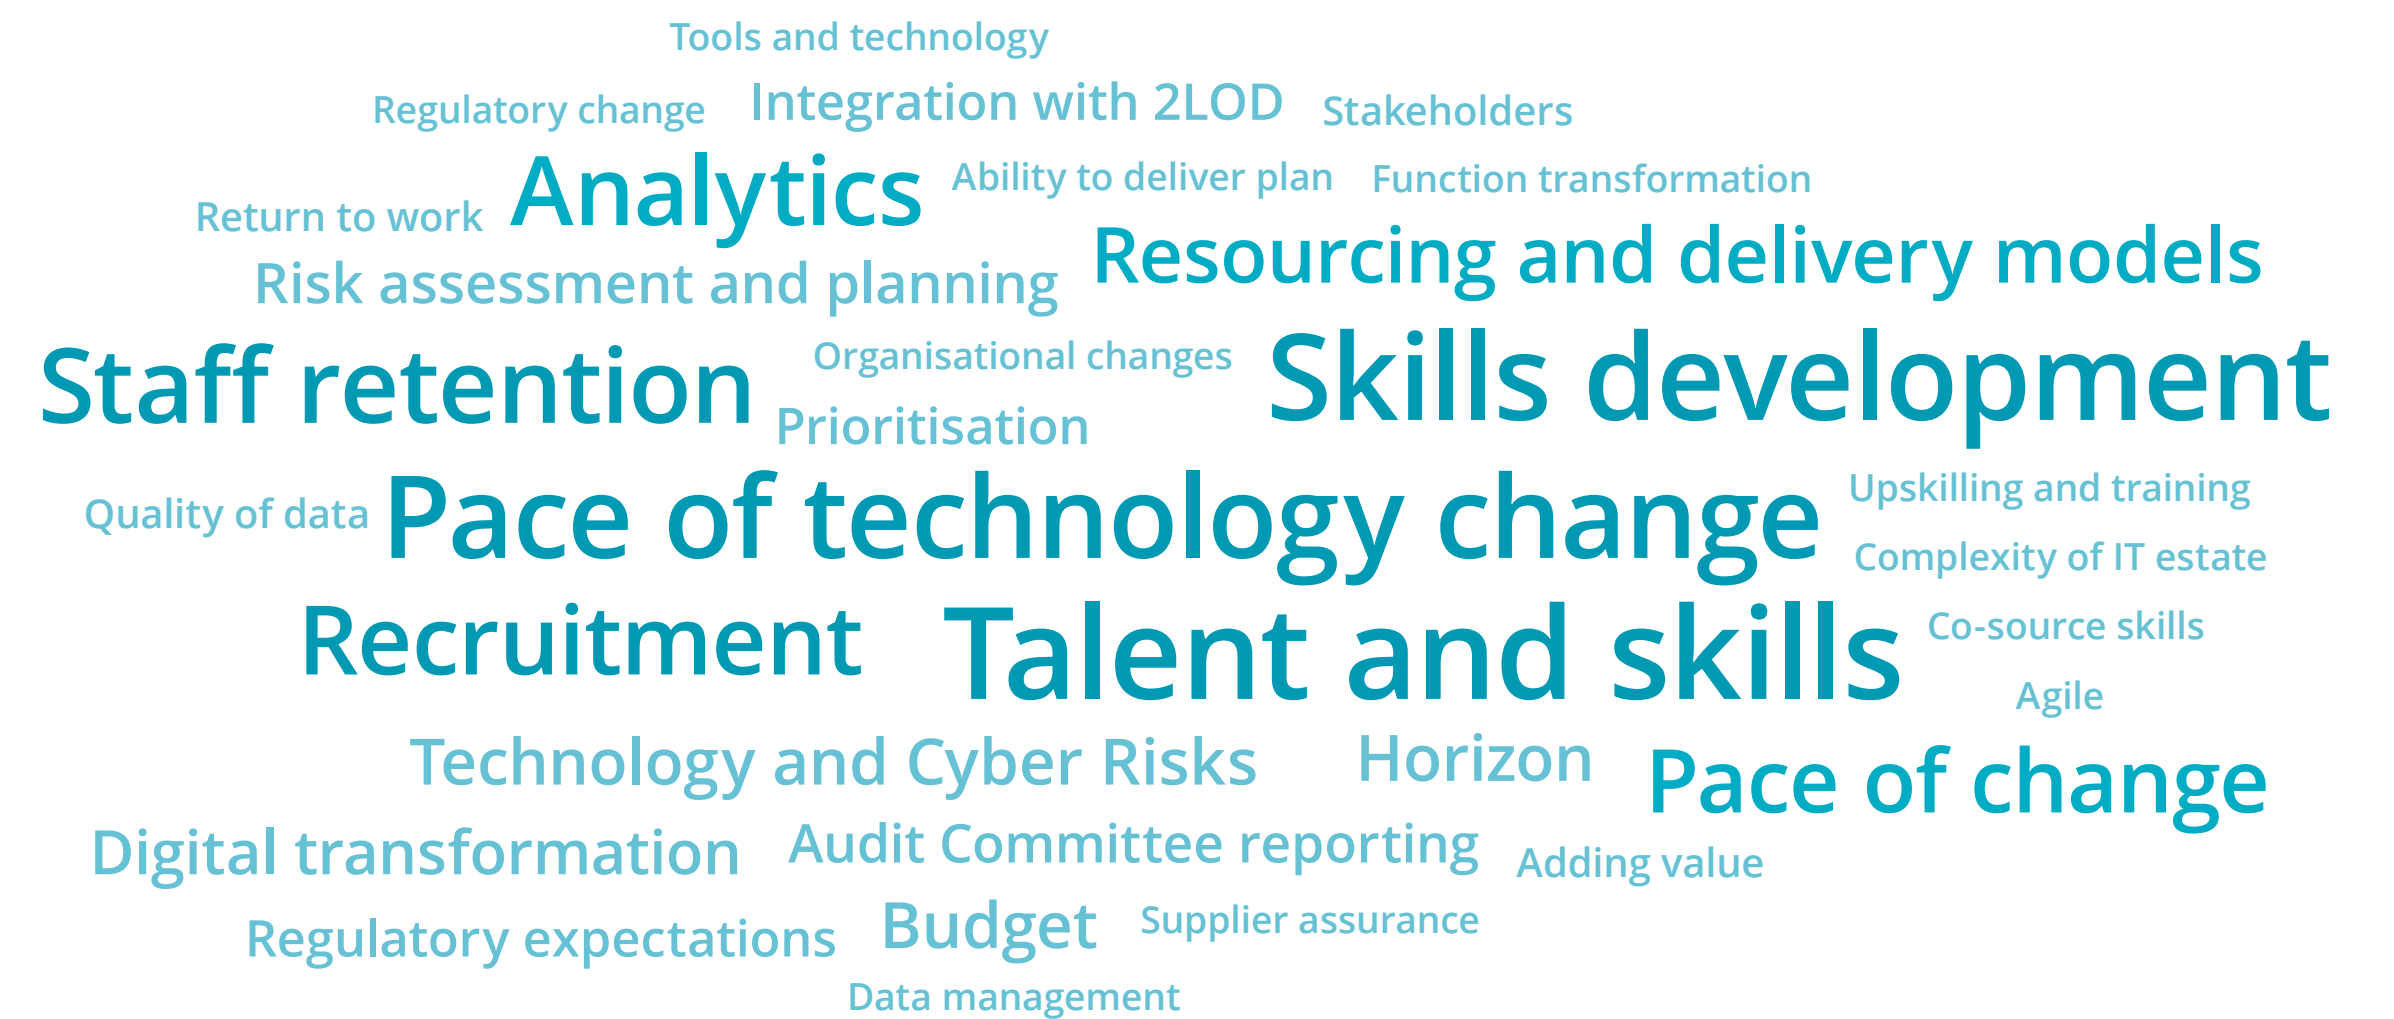 Tools and technology
Regulatory change
Integration with 2LOD
Stakeholders
Analytics
Ability to deliver plan
Function transformation
Return to work
Risk assessment and planning
Resourcing and delivery models
Staff retention
Organisational changes
Skills development
Prioritisation
Quality of data
Pace of technology change
Upskilling and training
Complexity of IT estate
Recruitment
Talent and skills
Co-source skills
Agile
Technology and Cyber Risks
Horizon
Pace of change
Digital transformation
Audit Committee reporting
Adding value
Regulatory expectations
Budget
Supplier assurance
Data management